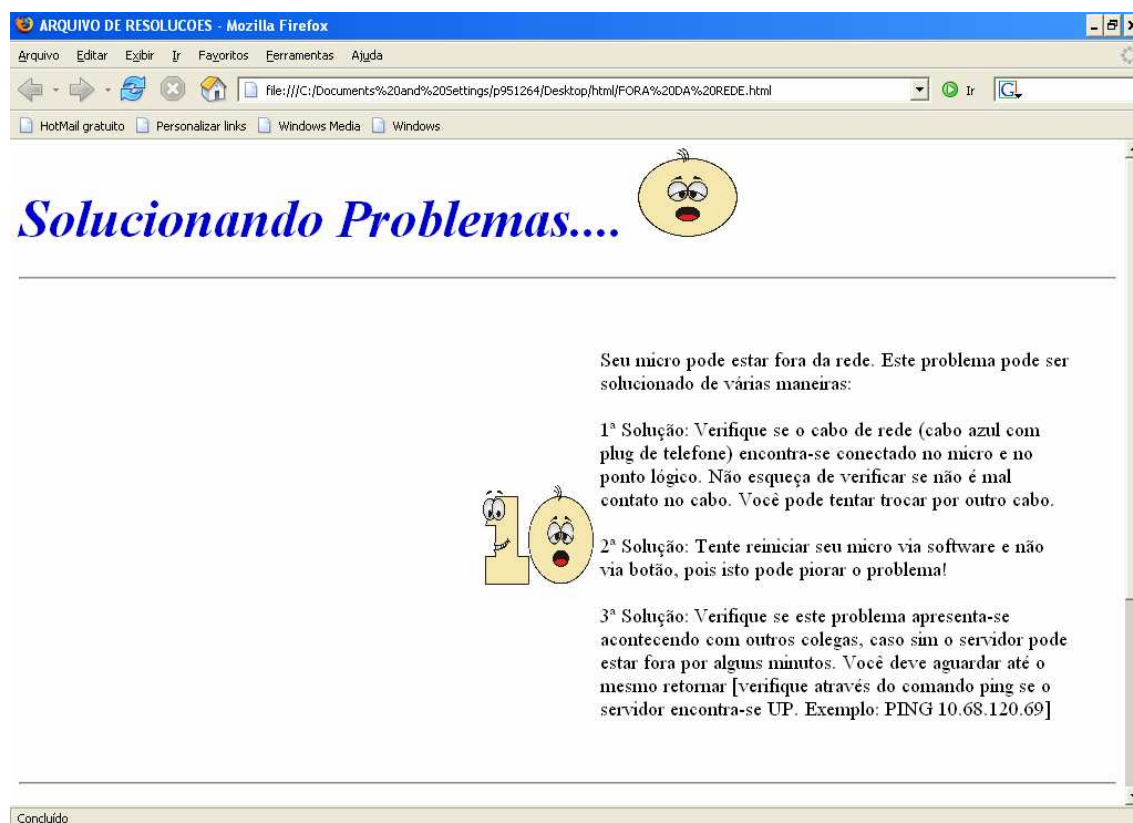 ARQUIVO DE RESOLUCOES - Mozilla Firefox
Arquivo Editar Exibir Ir Favoritos Ferramentas Ajuda
file:///C:/Documents%20and%20Settings/p951264/Desktop/html/FORA%20DA%20REDE.html Ir G
HotMail gratuito Personalizar links Windows Media Windows
Solucionando Problemas....
Seu micro pode estar fora da rede. Este problema pode ser
solucionado de várias maneiras:
1ª Solução: Verifique se o cabo de rede (cabo azul com
plug de telefone) encontra-se conectado no micro e no
ponto lógico. Não esqueça de verificar se não é mal
contato no cabo. Você pode tentar trocar por outro cabo.
10
2ª Solução: Tente reiniciar seu micro via software e não
via botão, pois isto pode piorar o problema!
3ª Solução: Verifique se este problema apresenta-se
acontecendo com outros colegas, caso sim o servidor pode
estar fora por alguns minutos. Você deve aguardar até o
mesmo retornar [verifique através do comando ping se o
servidor encontra-se UP. Exemplo: PING 10.68.120.69]
Concluído